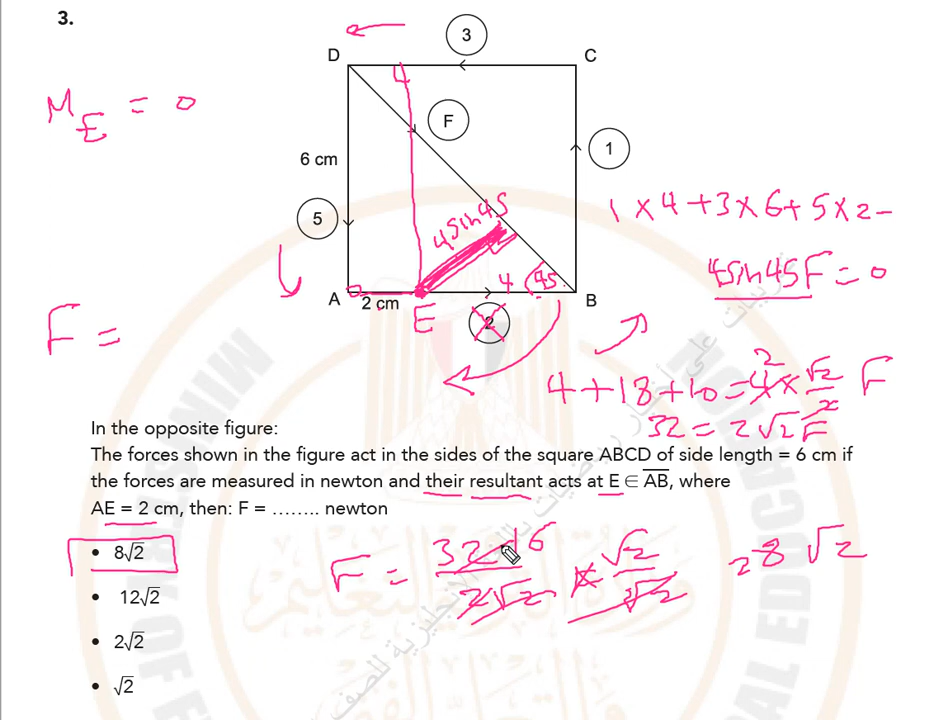 3.
3
D
C
4
M_E = 0
F
6 cm
1
5
4 sin 45
1 × 4 + 3 × 6 + 5 × 2 -
4 sin 45 F = 0
4
45
A
2 cm
B
E
2
F =
4 + 18 + 10 = 4 × √2/2 F
2
32 = 2√2 F
In the opposite figure:
The forces shown in the figure act in the sides of the square ABCD of side length = 6 cm if
the forces are measured in newton and their resultant acts at E ∈ AB, where
AE = 2 cm, then: F = …….. newton
• 8√2
• 12√2
• 2√2
• √2
F = 32/2√2 × √2/√2
16
= 8√2